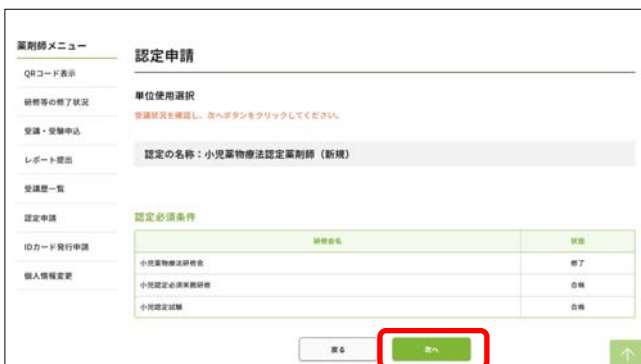 薬剤師メニュー
QRコード表示
研修等の修了状況
受講・受験申込
レポート提出
受講歴一覧
認定申請
IDカード発行申請
個人情報変更
認定申請
単位使用選択
受講状況を確認し、次へボタンをクリックしてください。
認定の名称：小児薬物療法認定薬剤師（新規）
認定必須条件
研修会名 状態
小児薬物療法研修会 修了
小児認定必須実務研修 合格
小児認定試験 合格
戻る 次へ